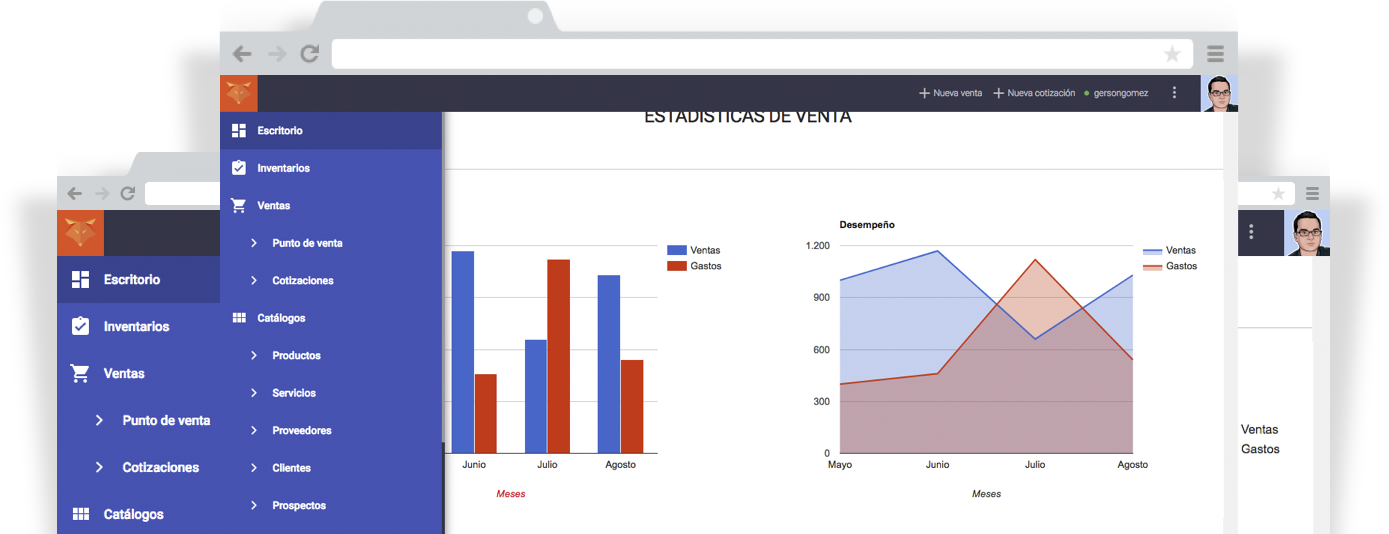 Nueva venta
Nueva cotización
gersongomez
Escritorio
Inventarios
Ventas
Punto de venta
Cotizaciones
Catálogos
Productos
Servicios
Proveedores
Clientes
Prospectos
ESTADISTICAS DE VENTA
Ventas
Gastos
Junio
Julio
Agosto
Meses
Desempeño
1.200
900
600
300
0
Mayo
Junio
Julio
Agosto
Meses
Ventas
Gastos
Escritorio
Inventarios
Ventas
Punto de venta
Cotizaciones
Catálogos
Ventas
Gastos